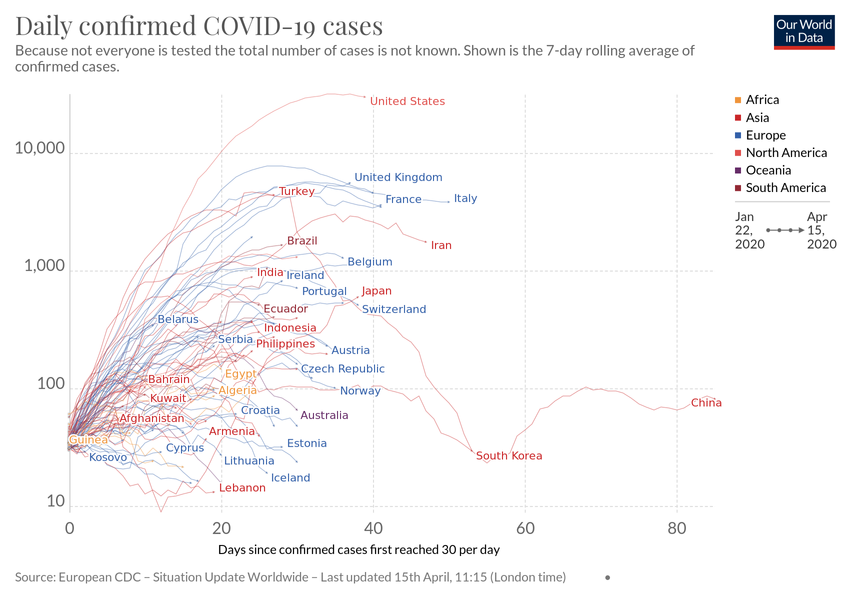 Daily confirmed COVID-19 cases
Our World
in Data
Because not everyone is tested the total number of cases is not known. Shown is the 7-day rolling average of
confirmed cases.
United States
Africa
Asia
Europe
North America
Oceania
South America
10,000
United Kingdom
Turkey
France
Italy
Jan
22,
2020
Apr
15,
2020
Brazil
Iran
1,000
Belgium
India
Ireland
Portugal
Japan
Ecuador
Switzerland
Belarus
Indonesia
Serbia
Philippines
Austria
Czech Republic
100
Bahrain
Egypt
Algeria
Norway
Kuwait
China
Afghanistan
Croatia
Australia
Armenia
Guinea
Estonia
Cyprus
Kosovo
Lithuania
South Korea
Iceland
Lebanon
10
0
20
40
60
80
Days since confirmed cases first reached 30 per day
Source: European CDC – Situation Update Worldwide – Last updated 15th April, 11:15 (London time)